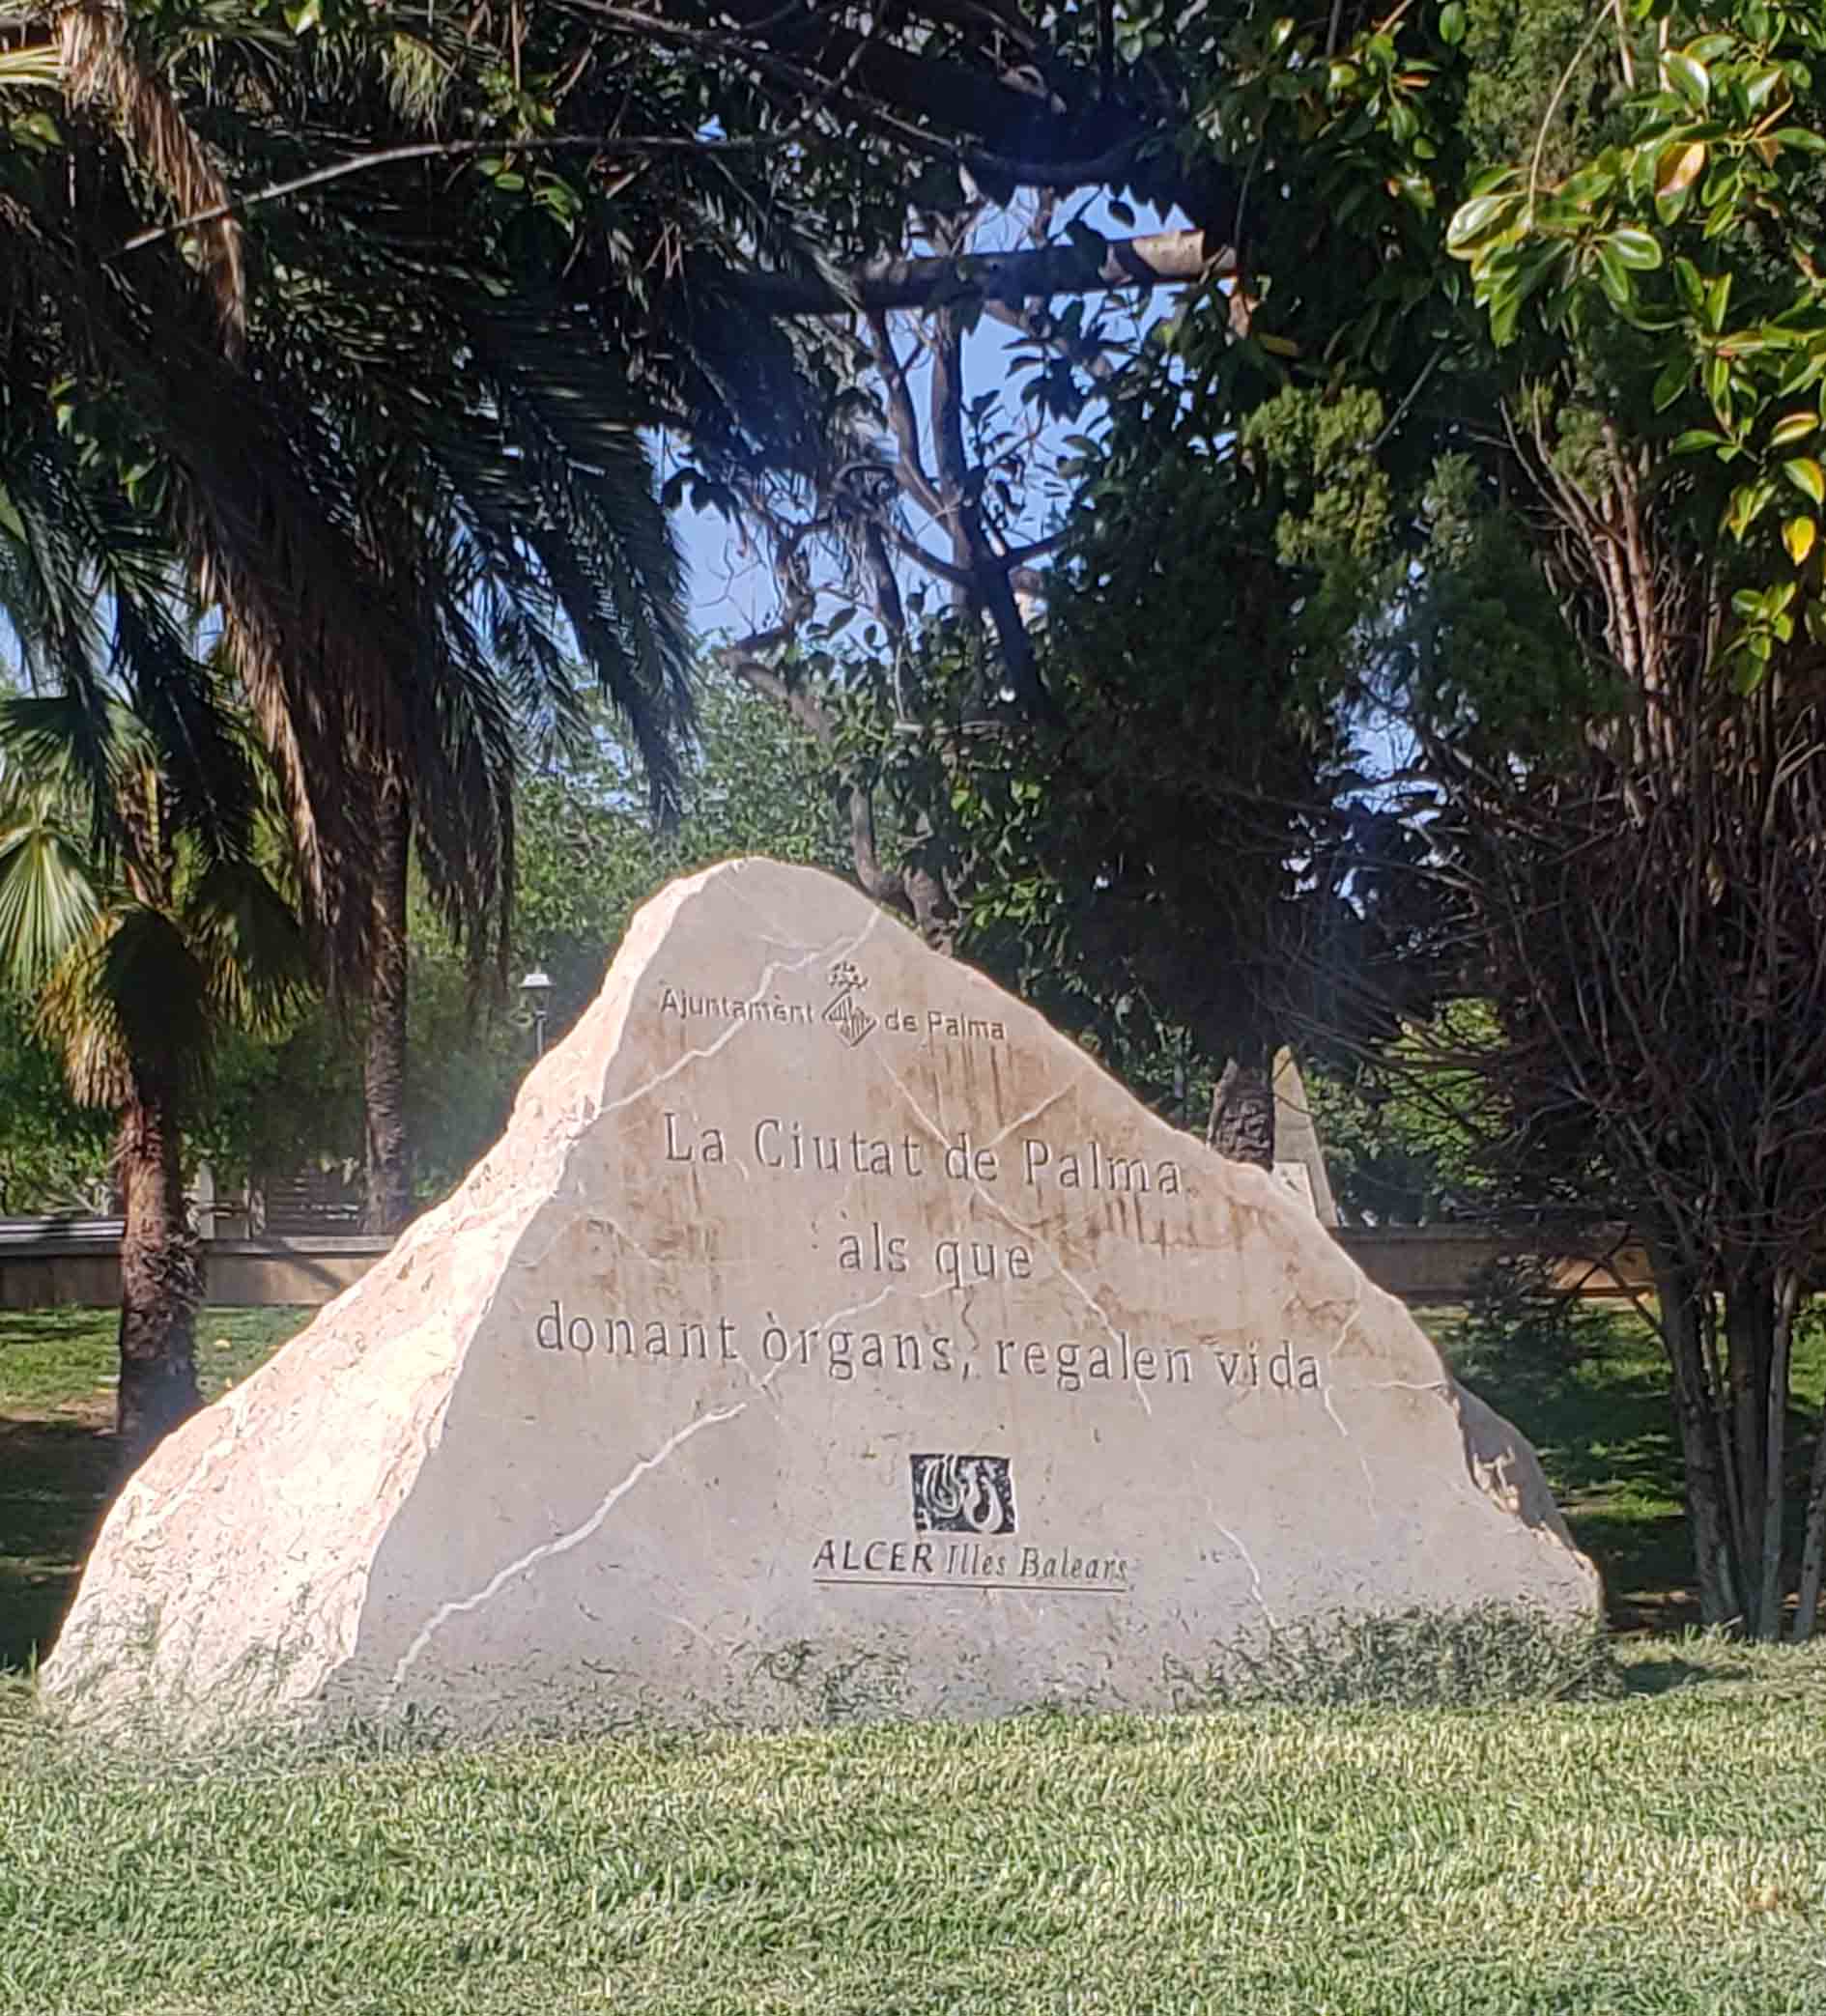 Ajuntament de Palma
La Ciutat de Palma
als que
donant òrgans, regalen vida
ALCER Illes Balears